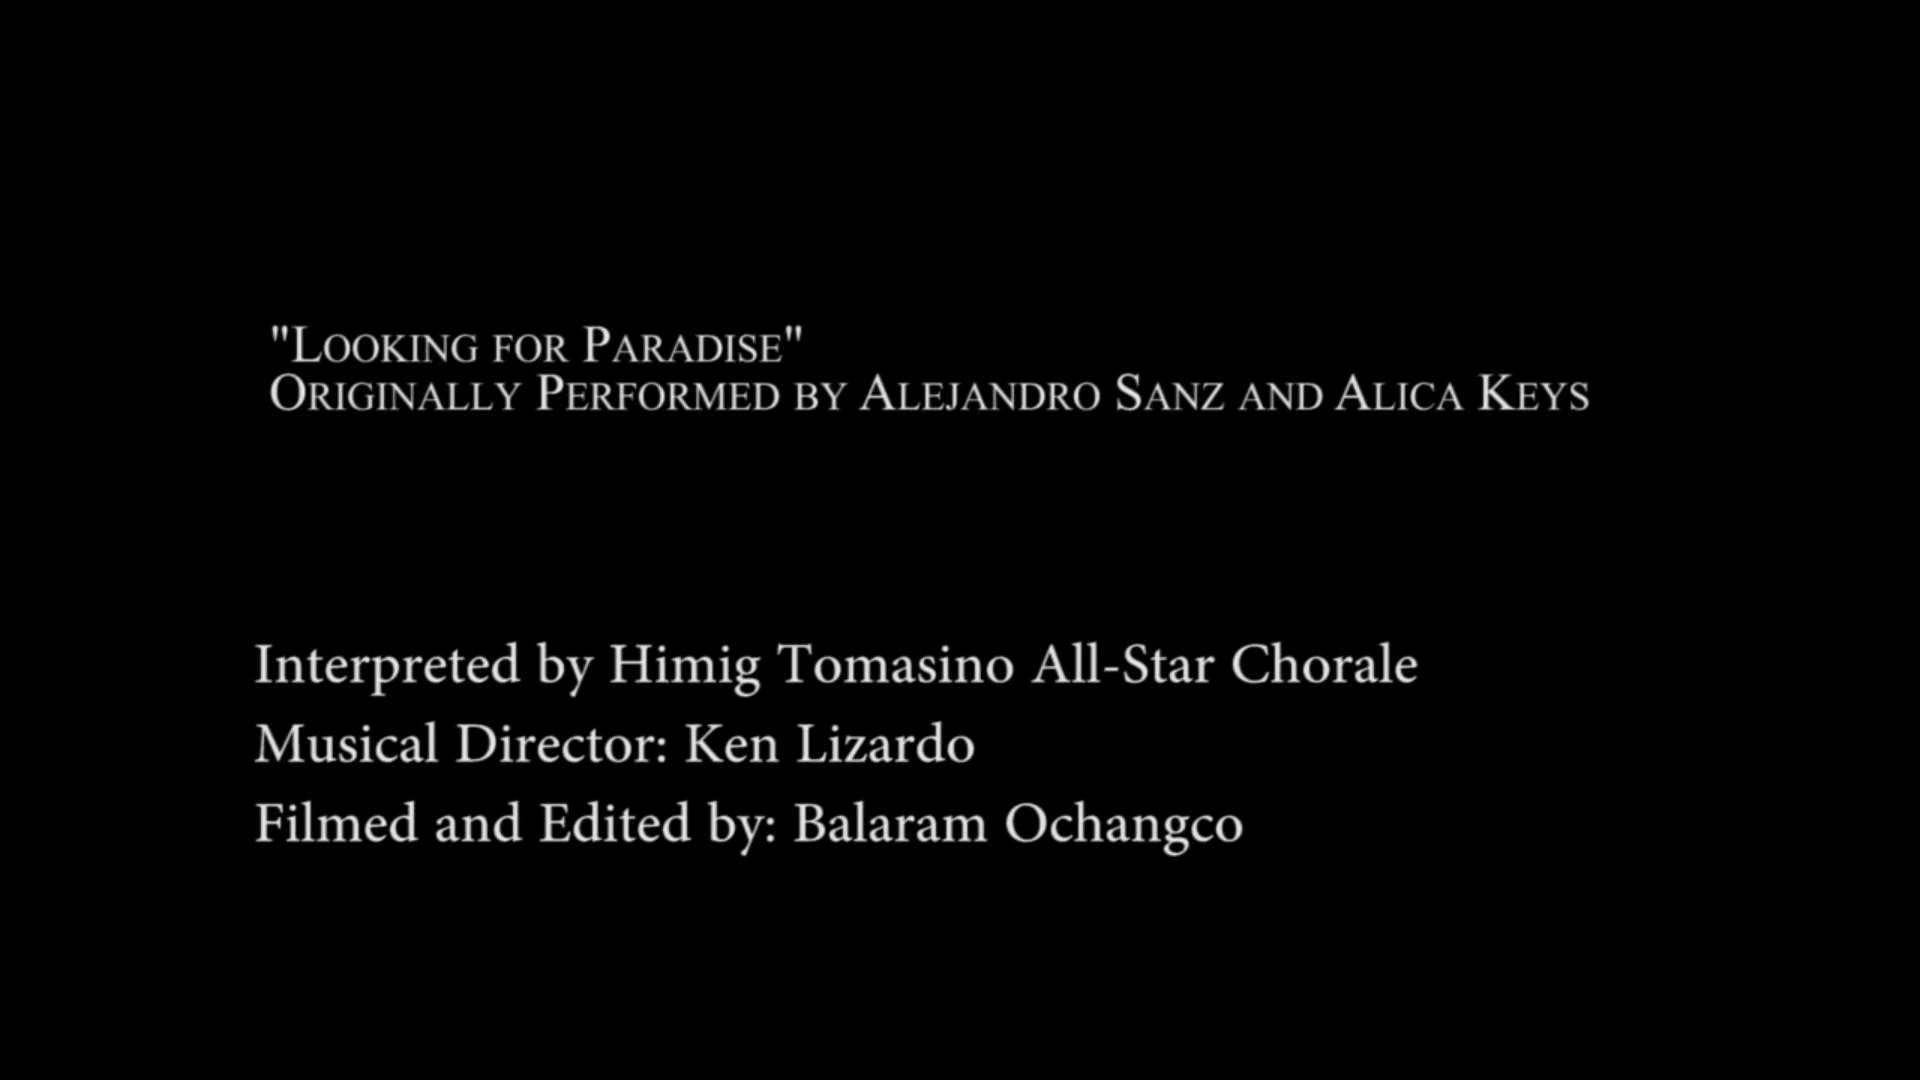 "Looking for Paradise"
Originally Performed by Alejandro Sanz and Alica Keys
Interpreted by Himig Tomasino All-Star Chorale
Musical Director: Ken Lizardo
Filmed and Edited by: Balaram Ochangco